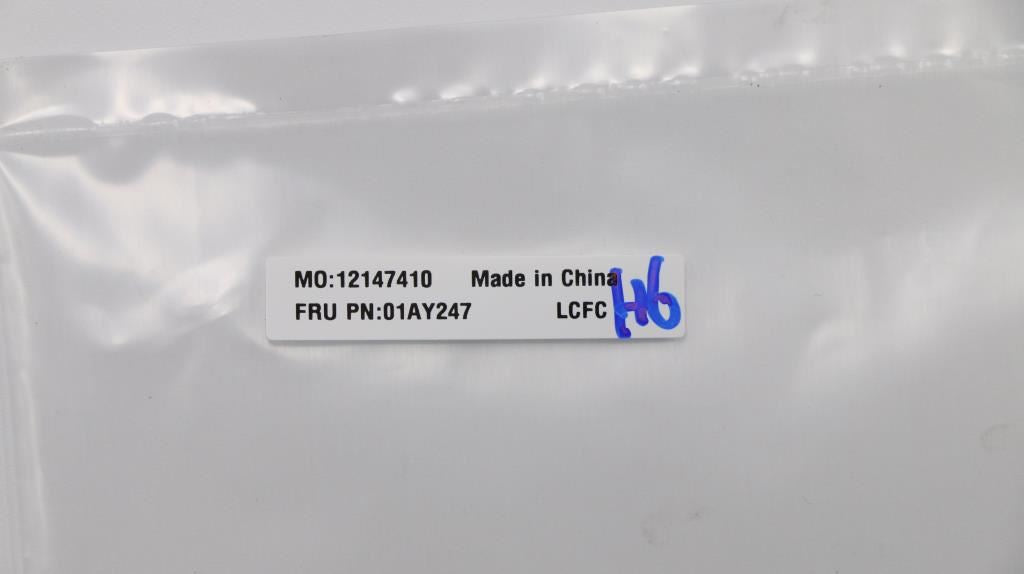 MO:12147410 Made in China
FRU PN:01AY247 LCFC H6